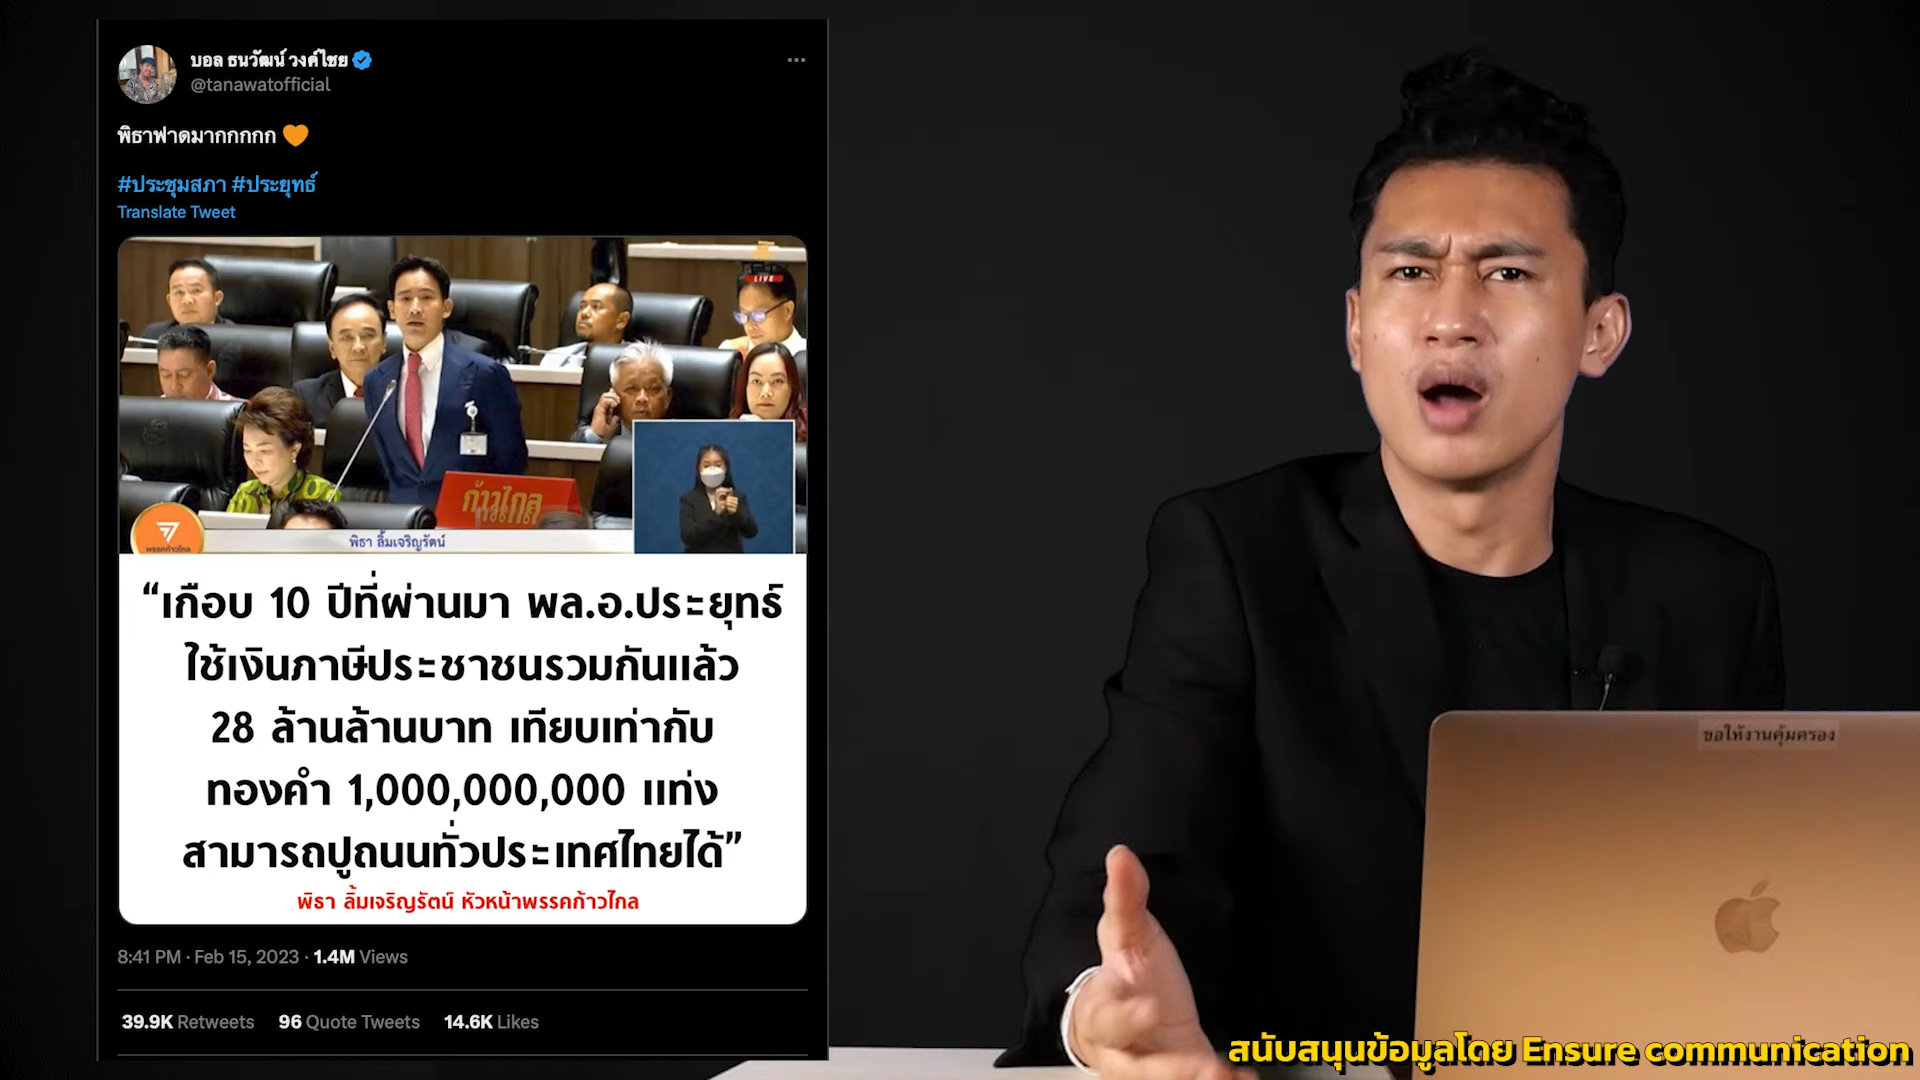 บอล ธนวัฒน์ วงค์ไชย
@tanawatofficial
พิธาฟาดมากกกกก 🧡
#ประชุมสภา #ประยุทธ์
Translate Tweet
LIVE
ก้าวไกล
พรรคก้าวไกล
พิธา ลิ้มเจริญรัตน์
“เกือบ 10 ปีที่ผ่านมา พล.อ.ประยุทธ์
ใช้เงินภาษีประชาชนรวมกันแล้ว
28 ล้านล้านบาท เทียบเท่ากับ
ทองคำ 1,000,000,000 แท่ง
สามารถปูถนนทั่วประเทศไทยได้”
พิธา ลิ้มเจริญรัตน์ หัวหน้าพรรคก้าวไกล
8:41 PM · Feb 15, 2023 · 1.4M Views
39.9K Retweets 96 Quote Tweets 14.6K Likes
ขอให้งานคุ้มครอง
สนับสนุนข้อมูลโดย Ensure communication